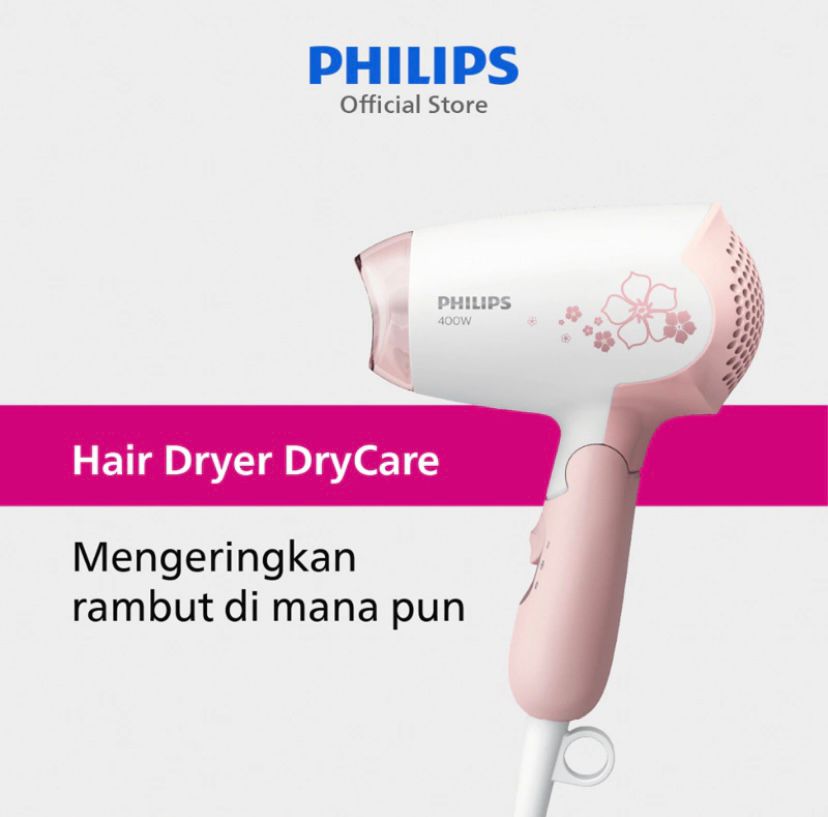 PHILIPS
Official Store
PHILIPS
400W
Hair Dryer DryCare
Mengeringkan
rambut di mana pun